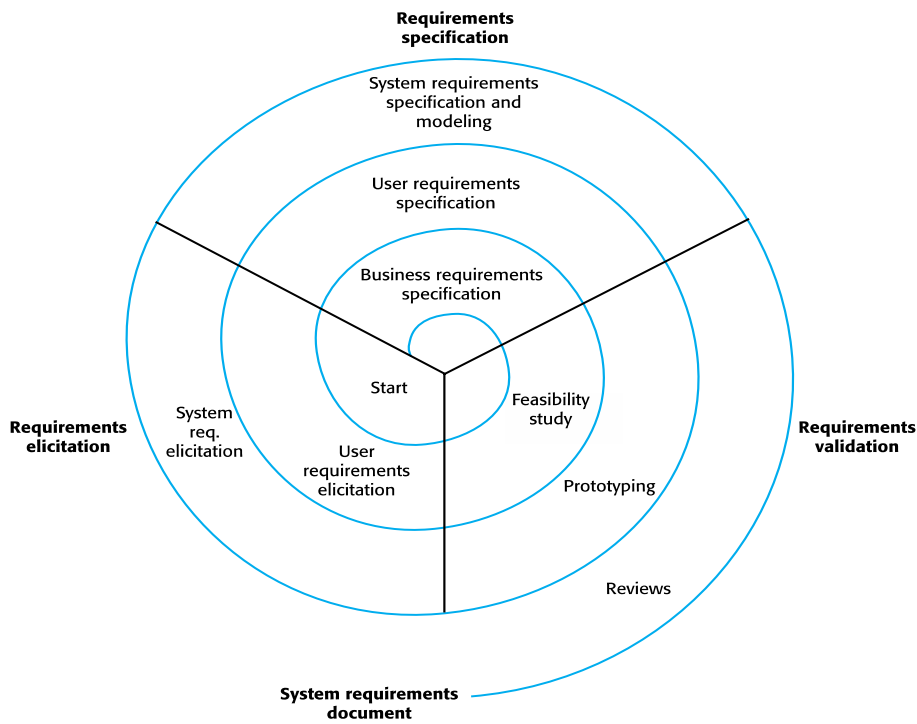 Requirements
specification
System requirements
specification and
modeling
User requirements
specification
Business requirements
specification
Start
Feasibility
study
System
req.
elicitation
Requirements
elicitation
Requirements
validation
User
requirements
elicitation
Prototyping
Reviews
System requirements
document